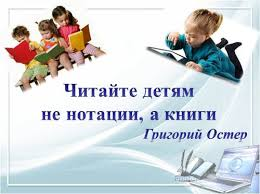 Читайте детям
не нотации, а книги
Григорий Остер